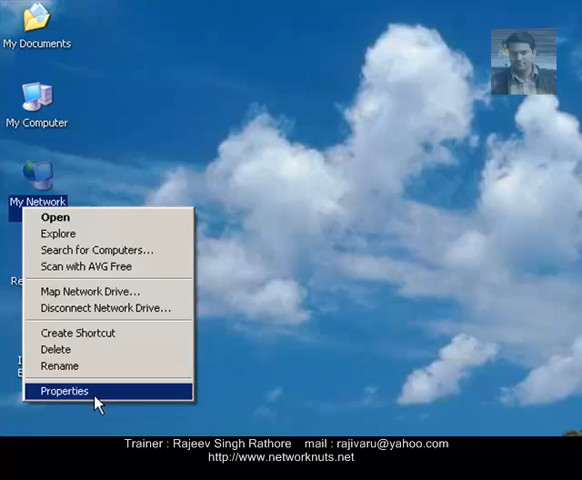 My Documents
My Computer
My Network
Open
Explore
Search for Computers...
Scan with AVG Free
Map Network Drive...
Disconnect Network Drive...
Create Shortcut
Delete
Rename
Properties
Trainer : Rajeev Singh Rathore mail : rajivaru@yahoo.com
http://www.networknuts.net